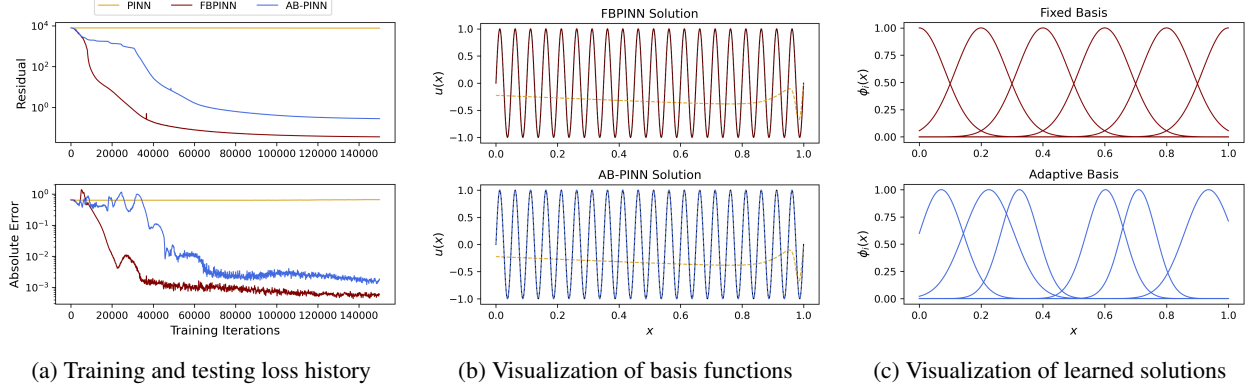 PINN FBPINN AB-PINN
10^4
10^2
10^0
Residual
0 20000 40000 60000 80000 100000 120000 140000
10^0
10^-1
10^-2
10^-3
Absolute Error
0 20000 40000 60000 80000 100000 120000 140000
Training Iterations
(a) Training and testing loss history
FBPINN Solution
1.0
0.5
0.0
−0.5
−1.0
u(x)
0.0 0.2 0.4 0.6 0.8 1.0
AB-PINN Solution
1.0
0.5
0.0
−0.5
−1.0
u(x)
0.0 0.2 0.4 0.6 0.8 1.0
x
(b) Visualization of basis functions
Fixed Basis
1.00
0.75
0.50
0.25
0.00
ϕi(x)
0.0 0.2 0.4 0.6 0.8 1.0
Adaptive Basis
1.00
0.75
0.50
0.25
0.00
ϕi(x)
0.0 0.2 0.4 0.6 0.8 1.0
x
(c) Visualization of learned solutions